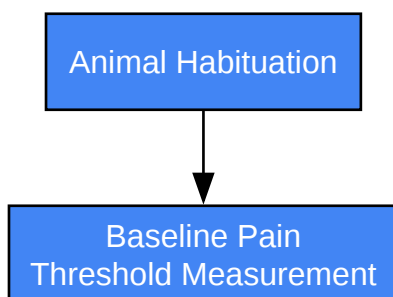 Animal Habituation
Baseline Pain
Threshold Measurement